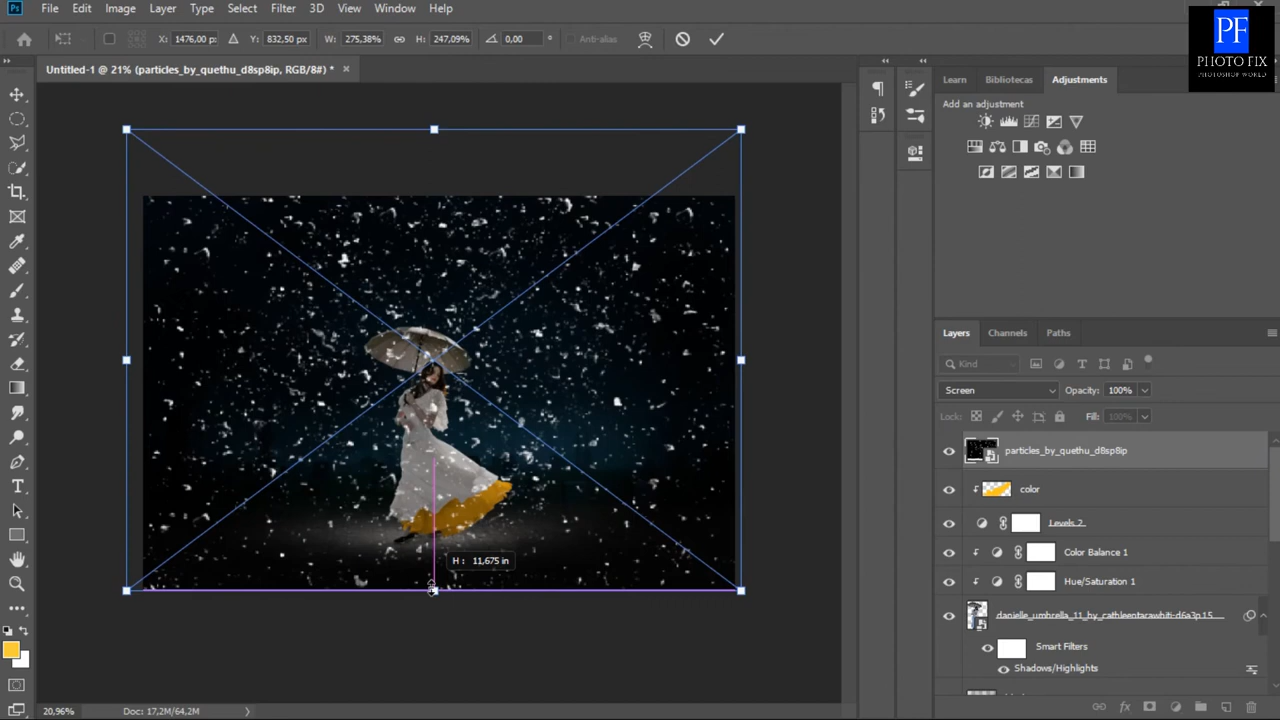 Ps File Edit Image Layer Type Select Filter 3D View Window Help
X: 1476,00 px Y: 832,50 px W: 275,38% H: 247,09% 0,00 ° Anti-alias
PF
PHOTO FIX
PHOTOSHOP WORLD
Untitled-1 @ 21% (particles_by_quethu_d8sp8ip, RGB/8#) * ×
Learn Bibliotecas Adjustments
Add an adjustment
Layers Channels Paths
Kind
Screen Opacity: 100%
Lock: Fill: 100%
particles_by_quethu_d8sp8ip
color
Levels 2
Color Balance 1
Hue/Saturation 1
H: 11,675 in
Smart Filters
Shadows/Highlights
20,96% Doc: 17,2M/64,2M